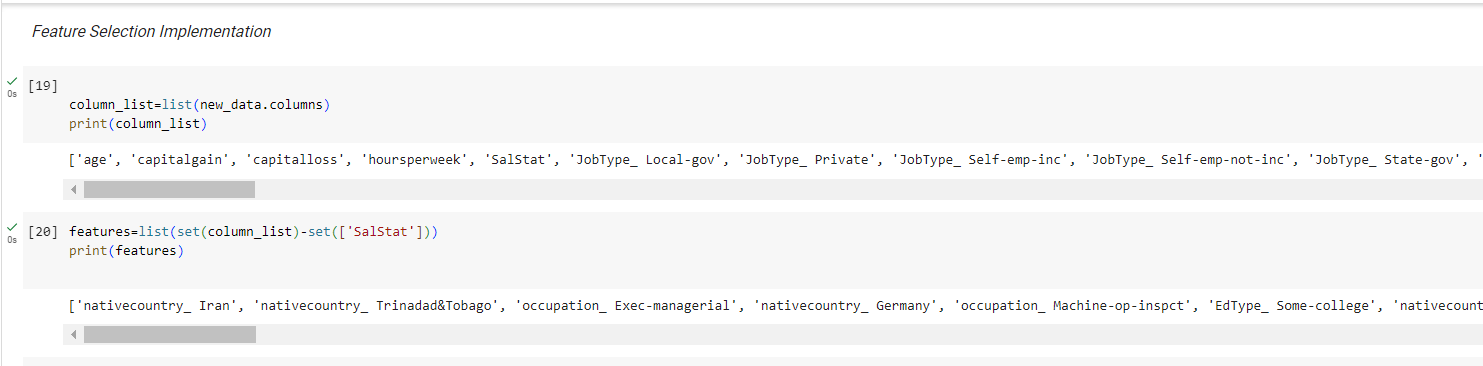 Feature Selection Implementation
[19]
0s
column_list=list(new_data.columns)
print(column_list)
['age', 'capitalgain', 'capitalloss', 'hoursperweek', 'SalStat', 'JobType_ Local-gov', 'JobType_ Private', 'JobType_ Self-emp-inc', 'JobType_ Self-emp-not-inc', 'JobType_ State-gov', '
[20] features=list(set(column_list)-set(['SalStat']))
0s
print(features)
['nativecountry_ Iran', 'nativecountry_ Trinadad&Tobago', 'occupation_ Exec-managerial', 'nativecountry_ Germany', 'occupation_ Machine-op-inspct', 'EdType_ Some-college', 'nativecount